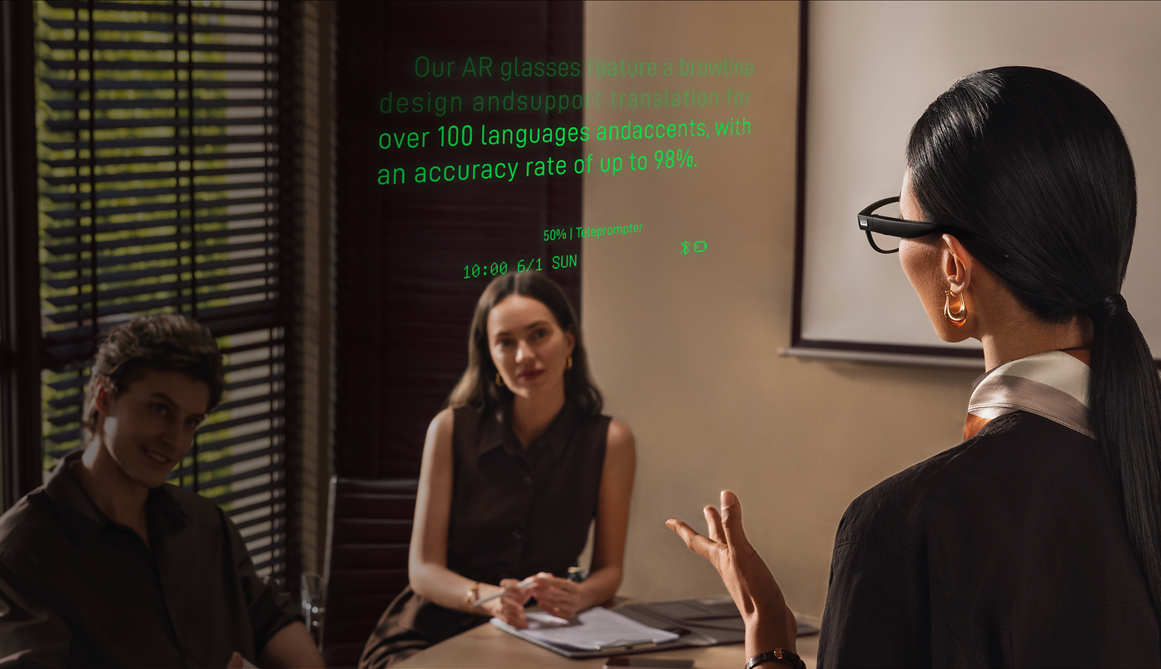 Our AR glasses feature a browline
design andsupport translation for
over 100 languages andaccents, with
an accuracy rate of up to 98%.
50% | Teleprompter
10:00 6/1 SUN